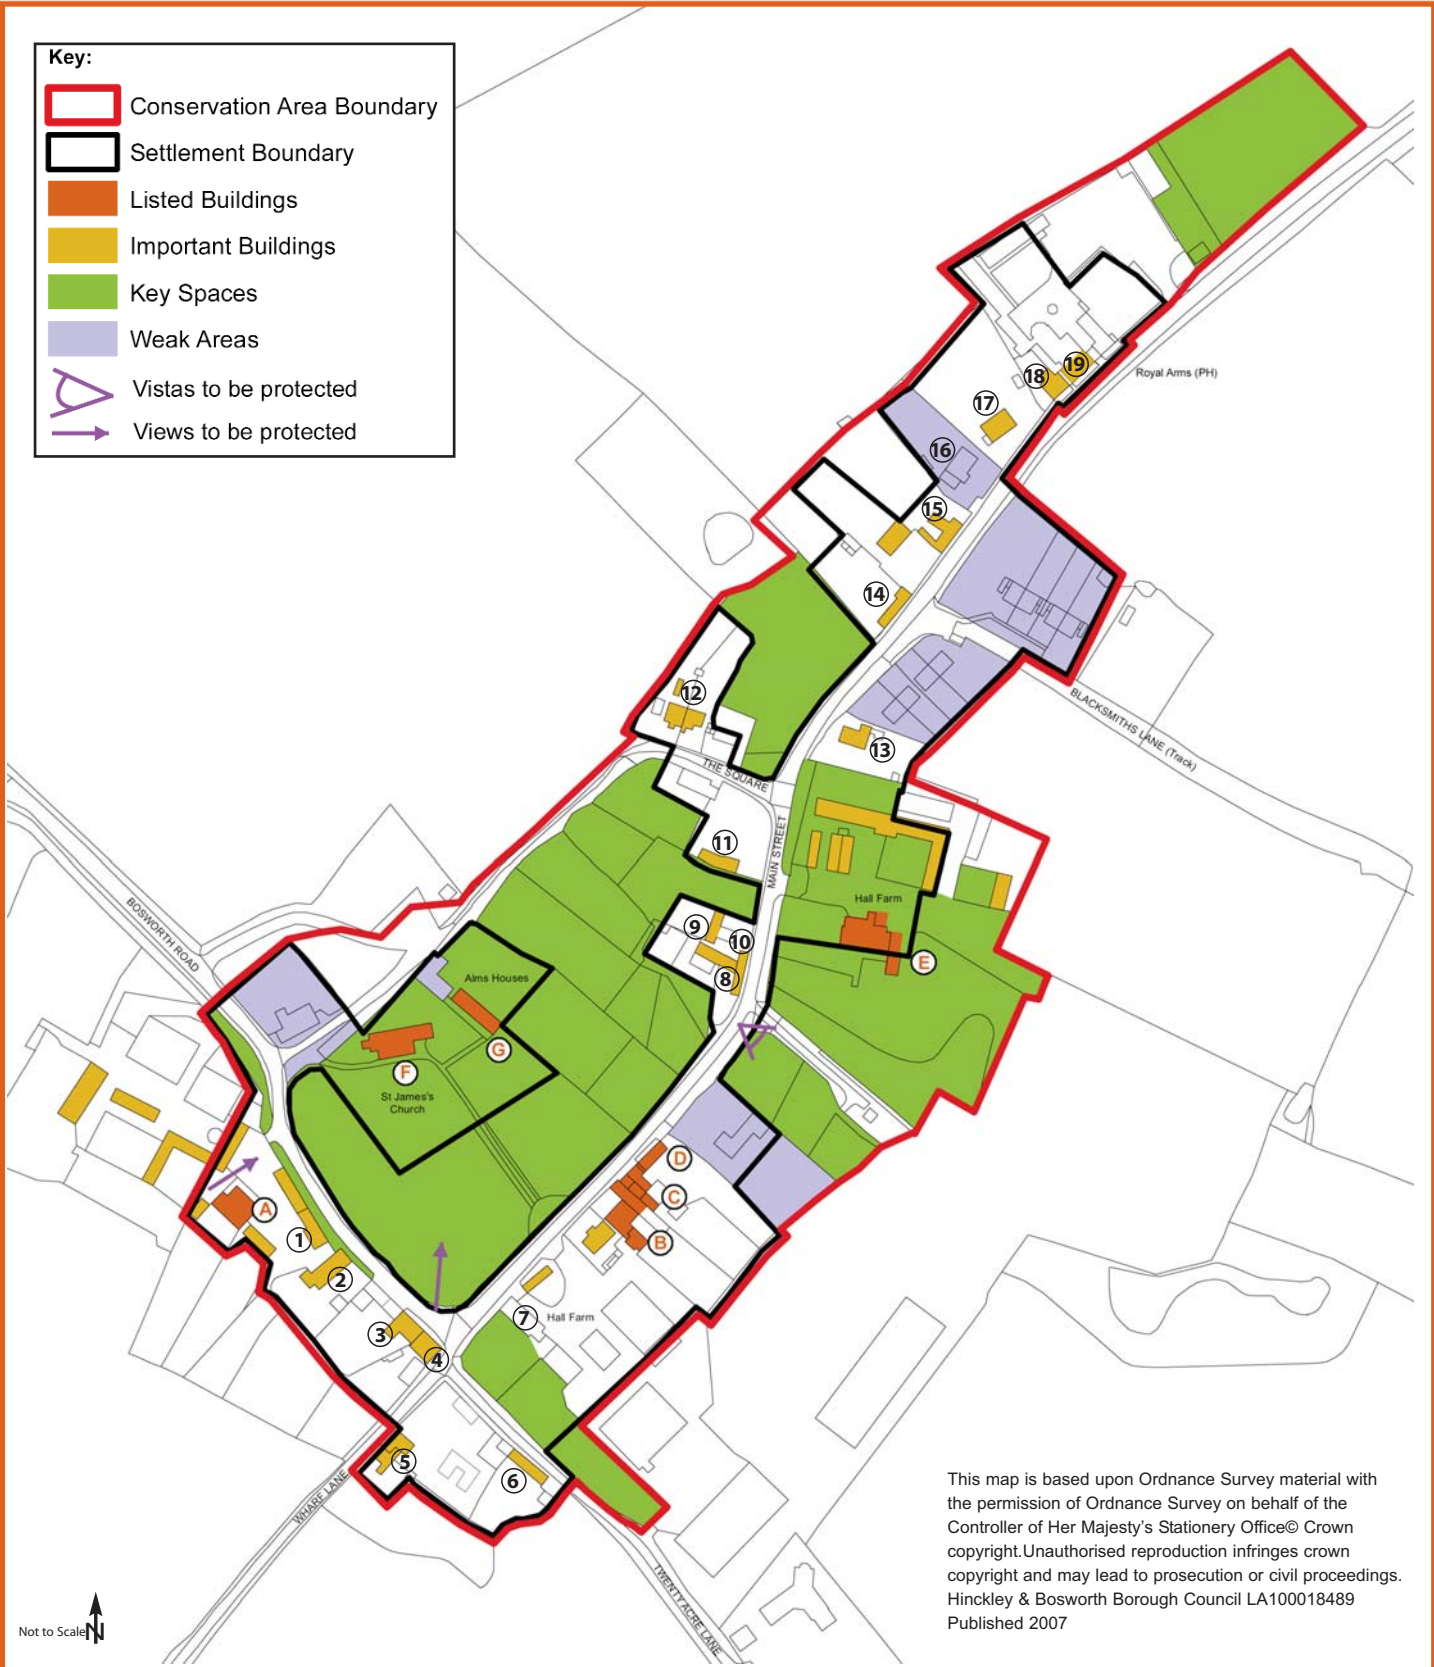 Key:
Conservation Area Boundary
Settlement Boundary
Listed Buildings
Important Buildings
Key Spaces
Weak Areas
Vistas to be protected
Views to be protected
19
18
Royal Arms (PH)
17
16
15
14
12
BLACKSMITHS LANE (Track)
13
THE SQUARE
MAIN STREET
11
Hall Farm
9
10
8
E
BOSWORTH ROAD
Alms Houses
G
F
St James's
Church
D
C
B
A
1
2
3
4
7
Hall Farm
5
6
WHARF LANE
TWENTY ACRE LANE
This map is based upon Ordnance Survey material with
the permission of Ordnance Survey on behalf of the
Controller of Her Majesty's Stationery Office© Crown
copyright.Unauthorised reproduction infringes crown
copyright and may lead to prosecution or civil proceedings.
Hinckley & Bosworth Borough Council LA100018489
Published 2007
Not to Scale
N